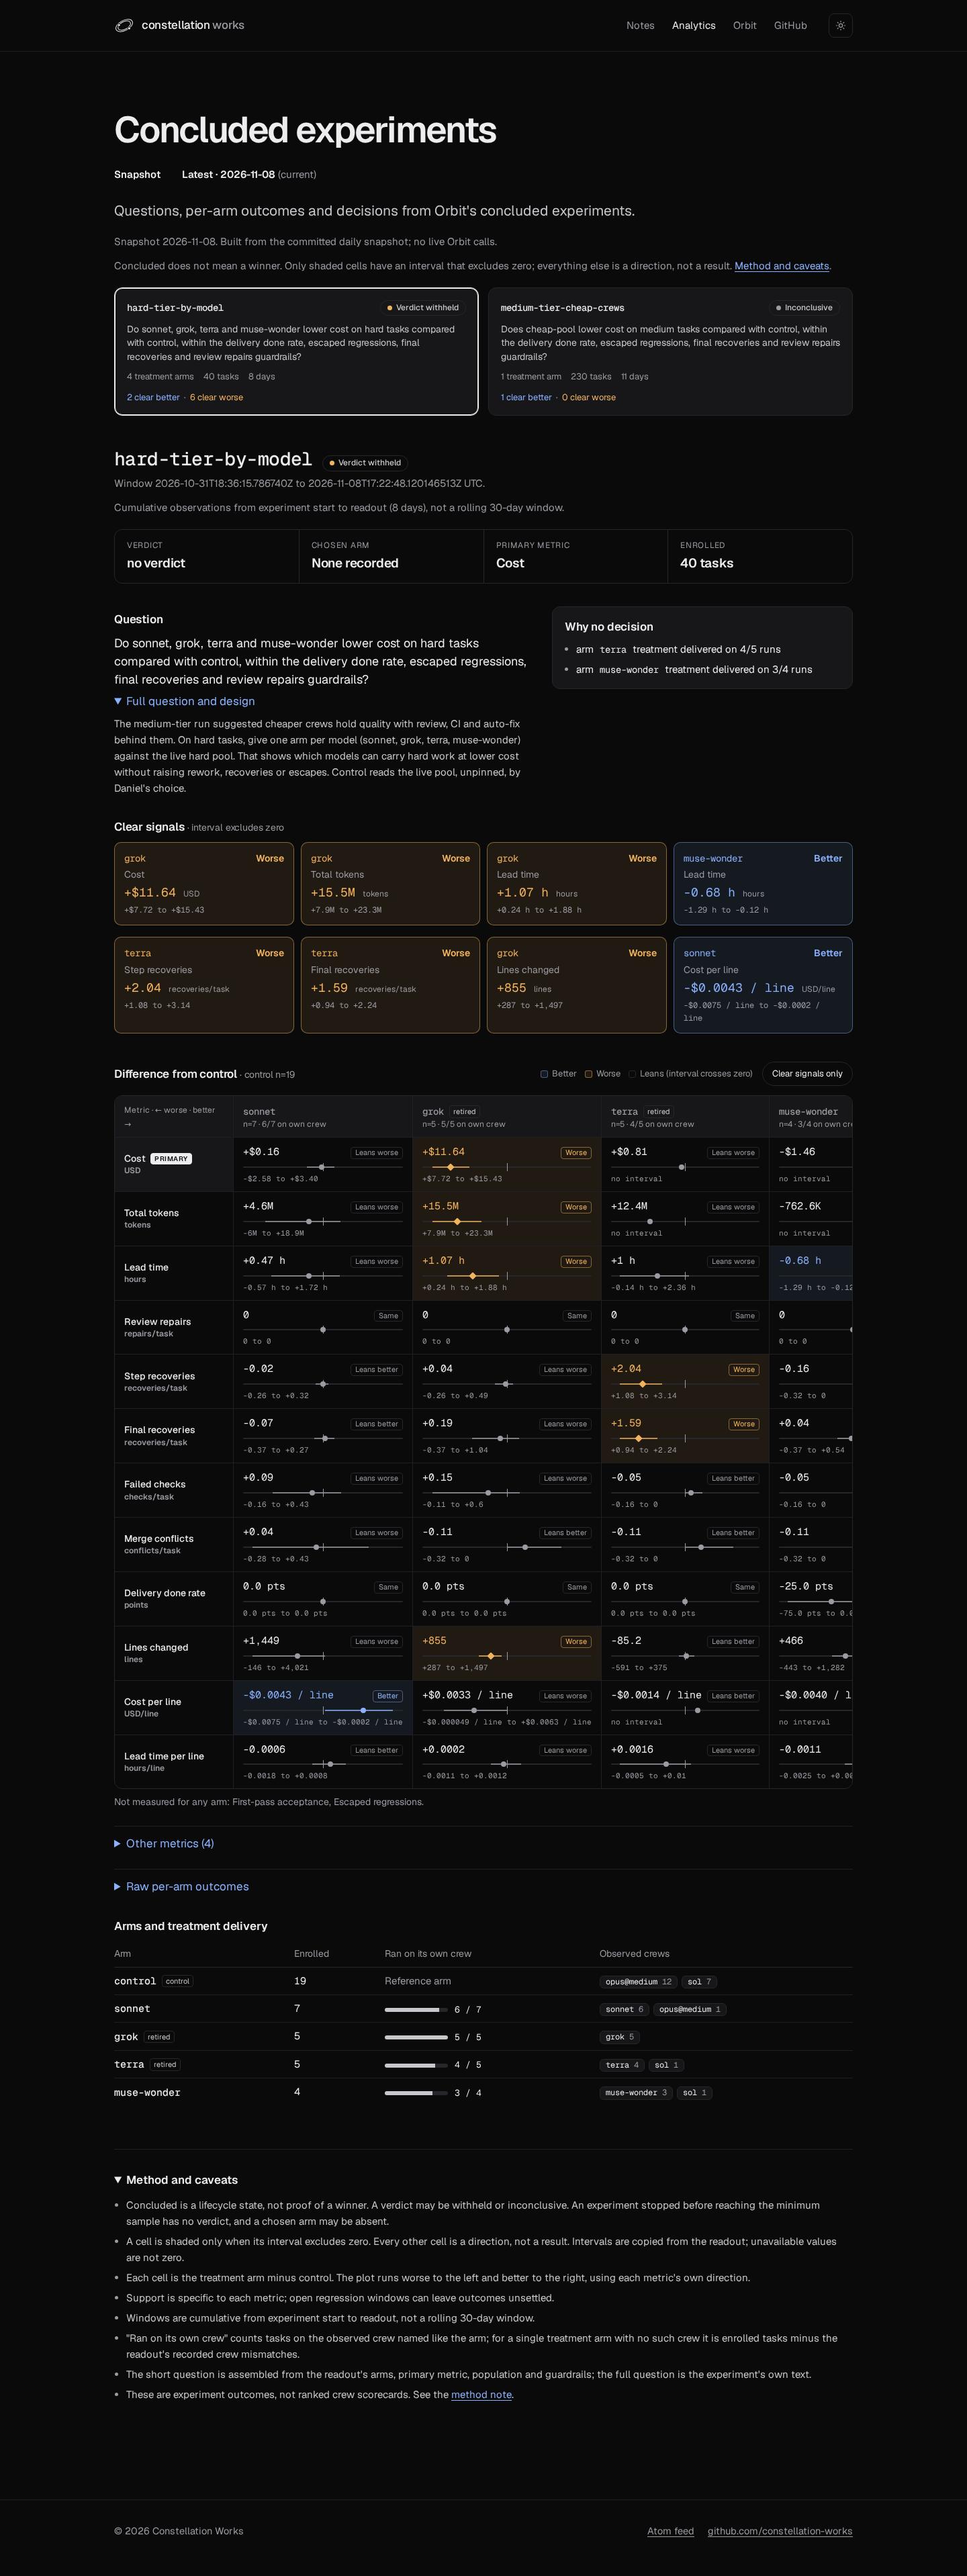 constellation works
Notes Analytics Orbit GitHub
Concluded experiments
Snapshot Latest · 2026-11-08 (current)
Questions, per-arm outcomes and decisions from Orbit's concluded experiments.
Snapshot 2026-11-08. Built from the committed daily snapshot; no live Orbit calls.
Concluded does not mean a winner. Only shaded cells have an interval that excludes zero; everything else is a direction, not a result. Method and caveats.
hard-tier-by-model Verdict withheld
Do sonnet, grok, terra and muse-wonder lower cost on hard tasks compared
with control, within the delivery done rate, escaped regressions, final
recoveries and review repairs guardrails?
4 treatment arms 40 tasks 8 days
2 clear better · 6 clear worse
medium-tier-cheap-crews Inconclusive
Does cheap-pool lower cost on medium tasks compared with control, within
the delivery done rate, escaped regressions, final recoveries and review repairs
guardrails?
1 treatment arm 230 tasks 11 days
1 clear better · 0 clear worse
hard-tier-by-model Verdict withheld
Window 2026-10-31T18:36:15.786740Z to 2026-11-08T17:22:48.120146513Z UTC.
Cumulative observations from experiment start to readout (8 days), not a rolling 30-day window.
VERDICT
no verdict
CHOSEN ARM
None recorded
PRIMARY METRIC
Cost
ENROLLED
40 tasks
Question
Do sonnet, grok, terra and muse-wonder lower cost on hard tasks
compared with control, within the delivery done rate, escaped regressions,
final recoveries and review repairs guardrails?
▼ Full question and design
The medium-tier run suggested cheaper crews hold quality with review, CI and auto-fix
behind them. On hard tasks, give one arm per model (sonnet, grok, terra, muse-wonder)
against the live hard pool. That shows which models can carry hard work at lower cost
without raising rework, recoveries or escapes. Control reads the live pool, unpinned, by
Daniel's choice.
Why no decision
arm terra treatment delivered on 4/5 runs
arm muse-wonder treatment delivered on 3/4 runs
Clear signals · interval excludes zero
grok Worse
Cost
+$11.64 USD
+$7.72 to +$15.43
grok Worse
Total tokens
+15.5M tokens
+7.9M to +23.3M
grok Worse
Lead time
+1.07 h hours
+0.24 h to +1.88 h
muse-wonder Better
Lead time
-0.68 h hours
-1.29 h to -0.12 h
terra Worse
Step recoveries
+2.04 recoveries/task
+1.08 to +3.14
terra Worse
Final recoveries
+1.59 recoveries/task
+0.94 to +2.24
grok Worse
Lines changed
+855 lines
+287 to +1,497
sonnet Better
Cost per line
-$0.0043 / line USD/line
-$0.0075 / line to -$0.0002 /
line
Difference from control · control n=19
Better Worse Leans (interval crosses zero) Clear signals only
Metric · ← worse · better
→
sonnet
n=7 · 6/7 on own crew
grok retired
n=5 · 5/5 on own crew
terra retired
n=5 · 4/5 on own crew
muse-wonder
n=4 · 3/4 on own cre
Cost PRIMARY
USD
+$0.16 Leans worse
-$2.58 to +$3.40
+$11.64 Worse
+$7.72 to +$15.43
+$0.81 Leans worse
no interval
-$1.46
no interval
Total tokens
tokens
+4.6M Leans worse
-6M to +18.9M
+15.5M Worse
+7.9M to +23.3M
+12.4M Leans worse
no interval
-762.6K
no interval
Lead time
hours
+0.47 h Leans worse
-0.57 h to +1.72 h
+1.07 h Worse
+0.24 h to +1.88 h
+1 h Leans worse
-0.14 h to +2.36 h
-0.68 h
-1.29 h to -0.12
Review repairs
repairs/task
0 Same
0 to 0
0 Same
0 to 0
0 Same
0 to 0
0
0 to 0
Step recoveries
recoveries/task
-0.02 Leans better
-0.26 to +0.32
+0.04 Leans worse
-0.26 to +0.49
+2.04 Worse
+1.08 to +3.14
-0.16
-0.32 to 0
Final recoveries
recoveries/task
-0.07 Leans better
-0.37 to +0.27
+0.19 Leans worse
-0.37 to +1.04
+1.59 Worse
+0.94 to +2.24
+0.04
-0.37 to +0.54
Failed checks
checks/task
+0.09 Leans worse
-0.16 to +0.43
+0.15 Leans worse
-0.11 to +0.6
-0.05 Leans better
-0.16 to 0
-0.05
-0.16 to 0
Merge conflicts
conflicts/task
+0.04 Leans worse
-0.28 to +0.43
-0.11 Leans better
-0.32 to 0
-0.11 Leans better
-0.32 to 0
-0.11
-0.32 to 0
Delivery done rate
points
0.0 pts Same
0.0 pts to 0.0 pts
0.0 pts Same
0.0 pts to 0.0 pts
0.0 pts Same
0.0 pts to 0.0 pts
-25.0 pts
-75.0 pts to 0.0
Lines changed
lines
+1,449 Leans worse
-146 to +4,021
+855 Worse
+287 to +1,497
-85.2 Leans better
-591 to +375
+466
-443 to +1,282
Cost per line
USD/line
-$0.0043 / line Better
-$0.0075 / line to -$0.0002 / line
+$0.0033 / line Leans worse
-$0.000049 / line to +$0.0063 / line
-$0.0014 / line Leans better
no interval
-$0.0040 / l
no interval
Lead time per line
hours/line
-0.0006 Leans better
-0.0018 to +0.0008
+0.0002 Leans worse
-0.0011 to +0.0012
+0.0016 Leans worse
-0.0005 to +0.01
-0.0011
-0.0025 to +0.00
Not measured for any arm: First-pass acceptance, Escaped regressions.
▶ Other metrics (4)
▶ Raw per-arm outcomes
Arms and treatment delivery
Arm Enrolled Ran on its own crew Observed crews
control control 19 Reference arm opus@medium 12 sol 7
sonnet 7 6 / 7 sonnet 6 opus@medium 1
grok retired 5 5 / 5 grok 5
terra retired 5 4 / 5 terra 4 sol 1
muse-wonder 4 3 / 4 muse-wonder 3 sol 1
▼ Method and caveats
Concluded is a lifecycle state, not proof of a winner. A verdict may be withheld or inconclusive. An experiment stopped before reaching the minimum
sample has no verdict, and a chosen arm may be absent.
A cell is shaded only when its interval excludes zero. Every other cell is a direction, not a result. Intervals are copied from the readout; unavailable values
are not zero.
Each cell is the treatment arm minus control. The plot runs worse to the left and better to the right, using each metric's own direction.
Support is specific to each metric; open regression windows can leave outcomes unsettled.
Windows are cumulative from experiment start to readout, not a rolling 30-day window.
"Ran on its own crew" counts tasks on the observed crew named like the arm; for a single treatment arm with no such crew it is enrolled tasks minus the
readout's recorded crew mismatches.
The short question is assembled from the readout's arms, primary metric, population and guardrails; the full question is the experiment's own text.
These are experiment outcomes, not ranked crew scorecards. See the method note.
© 2026 Constellation Works
Atom feed github.com/constellation-works